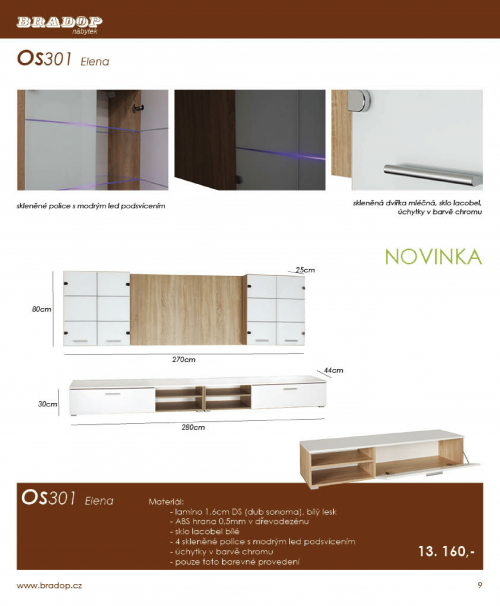 BRADOP
nábytek
OS301 Elena
skleněné police s modrým led podsvícením
skleněná dvířka mléčná, sklo lacobel,
úchytky v barvě chromu
NOVINKA
25cm
80cm
270cm
44cm
30cm
280cm
OS301 Elena
Materiál:
- lamino 1.6cm DS (dub sonoma), bílý lesk
- ABS hrana 0,5mm v dřevodezénu
- sklo lacobel bílé
- 4 skleněné police s modrým led podsvícením
- úchytky v barvě chromu
- pouze toto barevné provedení
13. 160,-
www.bradop.cz
9